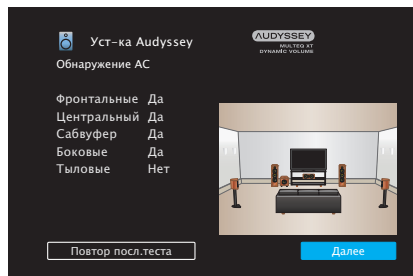 Уст-ка Audyssey
AUDYSSEY
MULTEQ XT
DYNAMIC VOLUME
Обнаружение АС
Фронтальные Да
Центральный Да
Сабвуфер Да
Боковые Да
Тыловые Нет
Повтор посл.теста
Далее